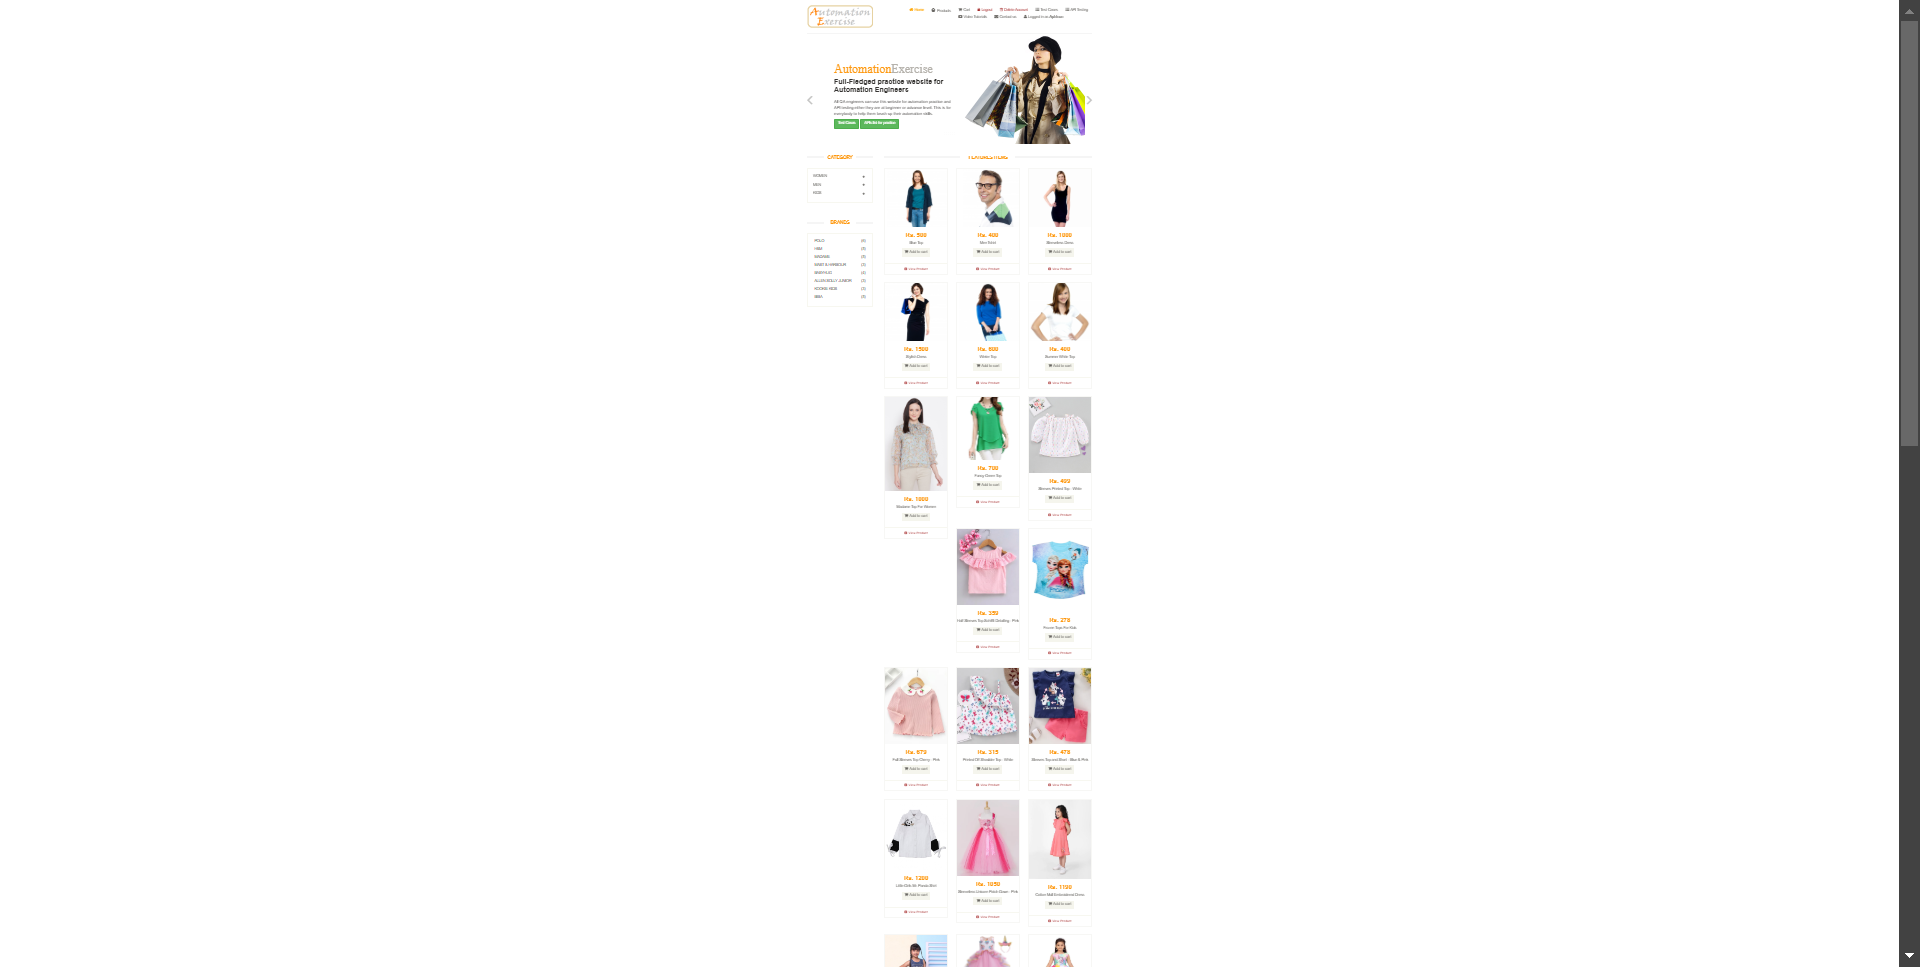 Automation
Exercise
Home
Products
Cart
Logout
Delete Account
Test Cases
API Testing
Video Tutorials
Contact us
AutomationExercise
Full-Fledged practice website for
Automation Engineers
All QA engineers can use this website for automation practice and
API testing either they are at beginner or advance level. This is for
everybody to help them brush up their automation skills.
Test Cases
APIs list for practice
CATEGORY
WOMEN
MEN
KIDS
BRANDS
POLO
H&M
MADAME
MAST & HARBOUR
BABYHUG
ALLEN SOLLY JUNIOR
KOOKIE KIDS
BIBA
FEATURES ITEMS
Rs. 500
Blue Top
Add to cart
View Product
Rs. 400
Men Tshirt
Add to cart
View Product
Rs. 1000
Sleeveless Dress
Add to cart
View Product
Rs. 1500
Stylish Dress
Add to cart
View Product
Rs. 600
Winter Top
Add to cart
View Product
Rs. 400
Summer White Top
Add to cart
View Product
Rs. 1000
Madame Top For Women
Add to cart
View Product
Rs. 700
Fancy Green Top
Add to cart
View Product
Rs. 499
Sleeves Printed Top - White
Add to cart
View Product
Rs. 359
Half Sleeves Top Schiffli Detailing - Pink
Add to cart
View Product
Rs. 278
Frozen Tops For Kids
Add to cart
View Product
Rs. 679
Full Sleeves Top Cherry - Pink
Add to cart
View Product
Rs. 315
Printed Off Shoulder Top - White
Add to cart
View Product
Rs. 478
Sleeves Top and Short - Blue & Pink
Add to cart
View Product
Rs. 1200
Little Girls Mr. Panda Shirt
Add to cart
View Product
Rs. 1050
Sleeveless Unicorn Patch Gown - Pink
Add to cart
View Product
Rs. 1190
Cotton Mull Embroidered Dress
Add to cart
View Product